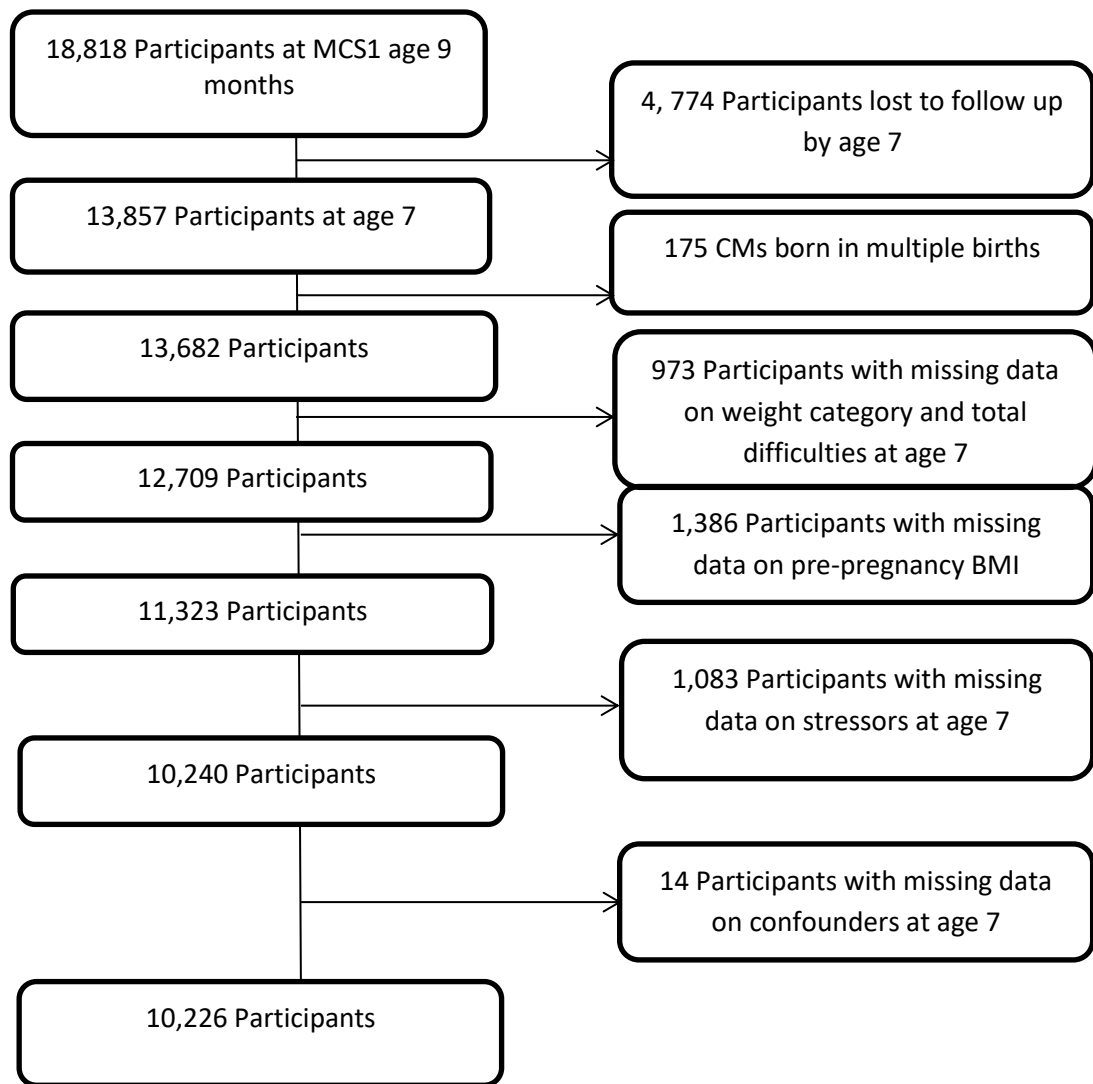 18,818 Participants at MCS1 age 9
months
4, 774 Participants lost to follow up
by age 7
13,857 Participants at age 7
175 CMs born in multiple births
13,682 Participants
973 Participants with missing data
on weight category and total
difficulties at age 7
12,709 Participants
1,386 Participants with missing
data on pre-pregnancy BMI
11,323 Participants
1,083 Participants with missing
data on stressors at age 7
10,240 Participants
14 Participants with missing data
on confounders at age 7
10,226 Participants